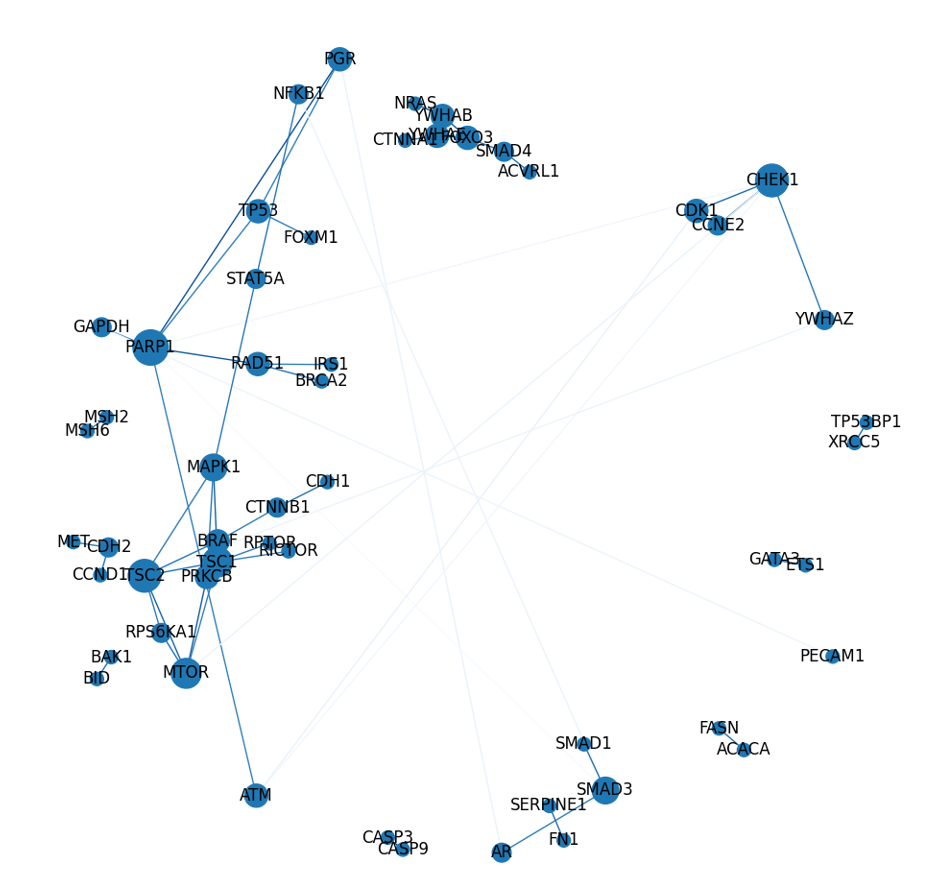 PGR
NFKB1
NRAS
YWHAB
CTNNA1
YWHAE
FOXO3
SMAD4
ACVRL1
CHEK1
CDK1
CCNE2
TP53
FOXM1
STAT5A
YWHAZ
GAPDH
PARP1
RAD51
IRS1
BRCA2
MSH2
MSH6
TP53BP1
XRCC5
MAPK1
CDH1
CTNNB1
MET
CDH2
BRAF
RPTOR
RICTOR
TSC1
CCND1
TSC2
PRKCB
GATA3
ETS1
RPS6KA1
BAK1
BID
MTOR
PECAM1
FASN
ACACA
SMAD1
SMAD3
ATM
SERPINE1
CASP3
CASP9
FN1
AR